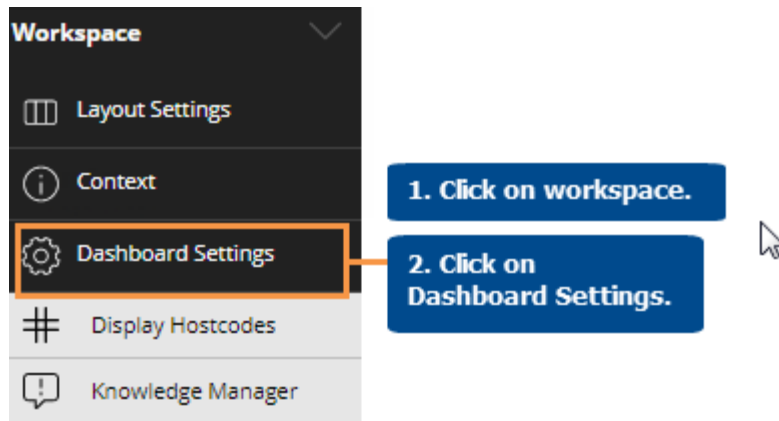 Workspace
Layout Settings
Context
1. Click on workspace.
Dashboard Settings
2. Click on
Dashboard Settings.
Display Hostcodes
Knowledge Manager